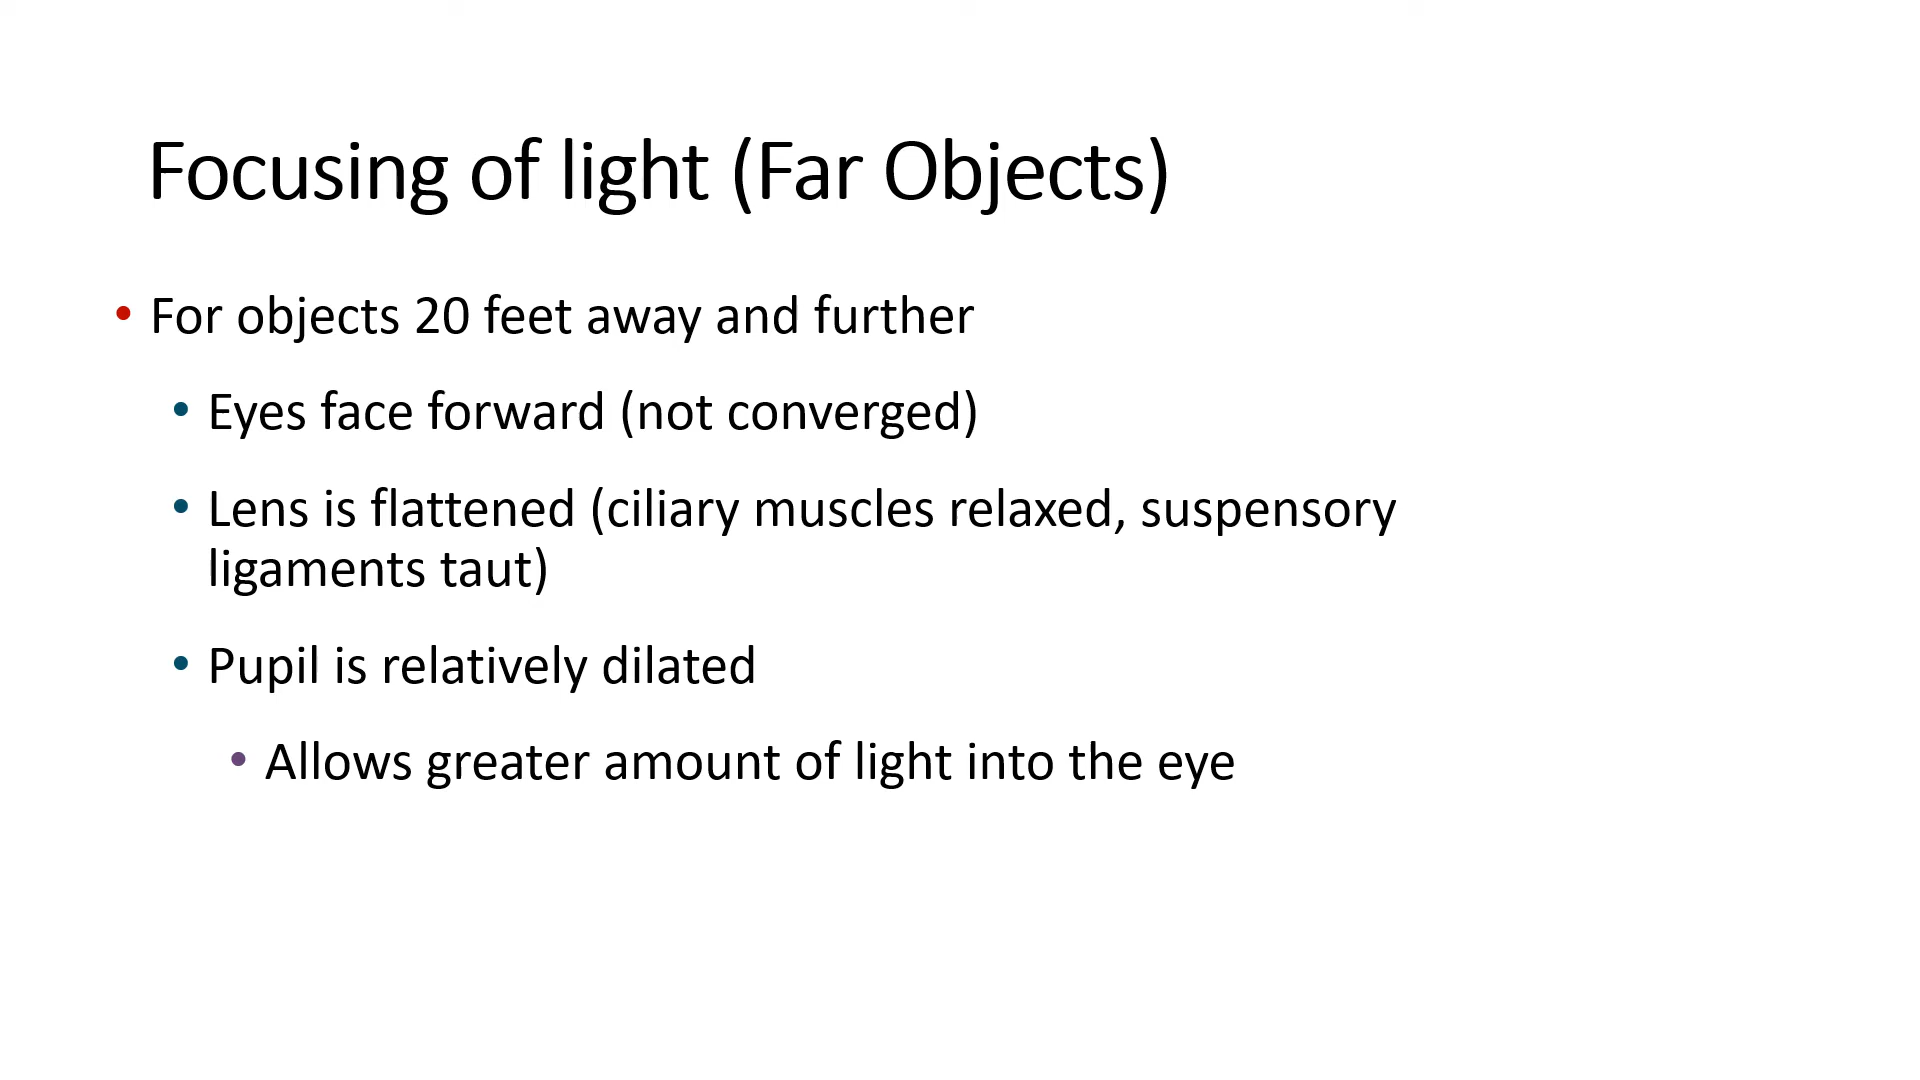 Focusing of light (Far Objects)
• For objects 20 feet away and further
• Eyes face forward (not converged)
• Lens is flattened (ciliary muscles relaxed, suspensory
ligaments taut)
• Pupil is relatively dilated
• Allows greater amount of light into the eye